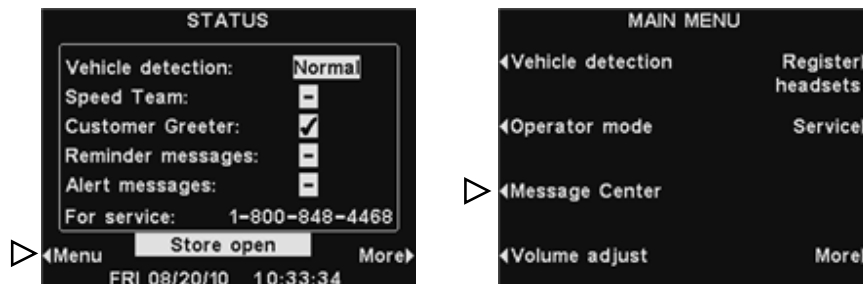 STATUS
Vehicle detection: Normal
Speed Team: -
Customer Greeter: ✓
Reminder messages: -
Alert messages: -
For service: 1-800-848-4468
Store open
Menu More
FRI 08/20/10 10:33:34
MAIN MENU
Vehicle detection Register
headsets
Operator mode Service
Message Center
Volume adjust More